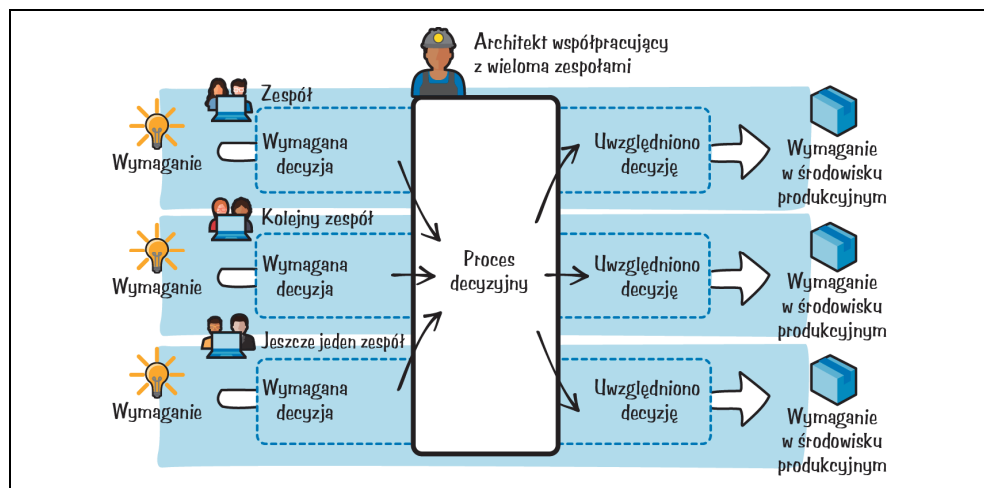 Architekt współpracujący
z wieloma zespołami
Zespół
Wymaganie
Wymagana
decyzja
Uwzględniono
decyzję
Wymaganie
w środowisku
produkcyjnym
Kolejny zespół
Wymaganie
Wymagana
decyzja
Proces
decyzyjny
Uwzględniono
decyzję
Wymaganie
w środowisku
produkcyjnym
Jeszcze jeden zespół
Wymaganie
Wymagana
decyzja
Uwzględniono
decyzję
Wymaganie
w środowisku
produkcyjnym